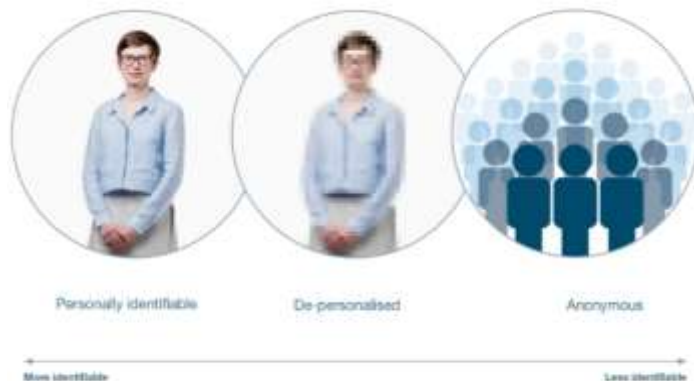 Personally identifiable
De-personalised
Anonymous
More identifiable
Less identifiable